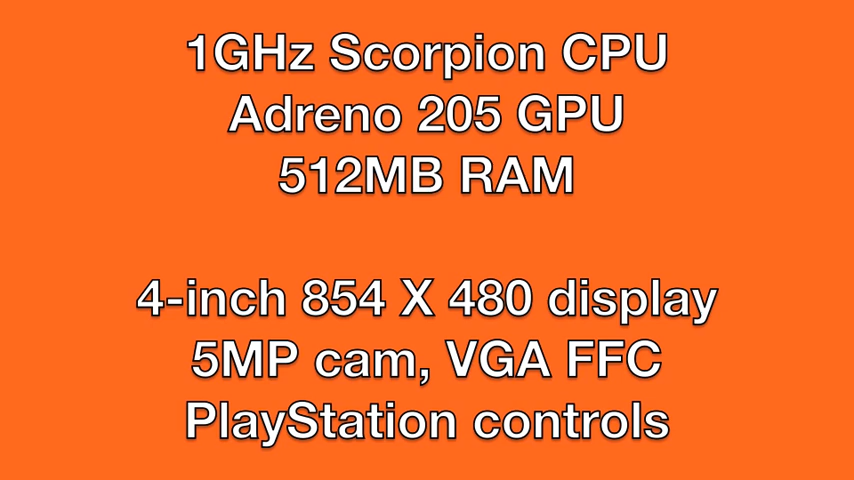 1GHz Scorpion CPU
Adreno 205 GPU
512MB RAM
4-inch 854 X 480 display
5MP cam, VGA FFC
PlayStation controls